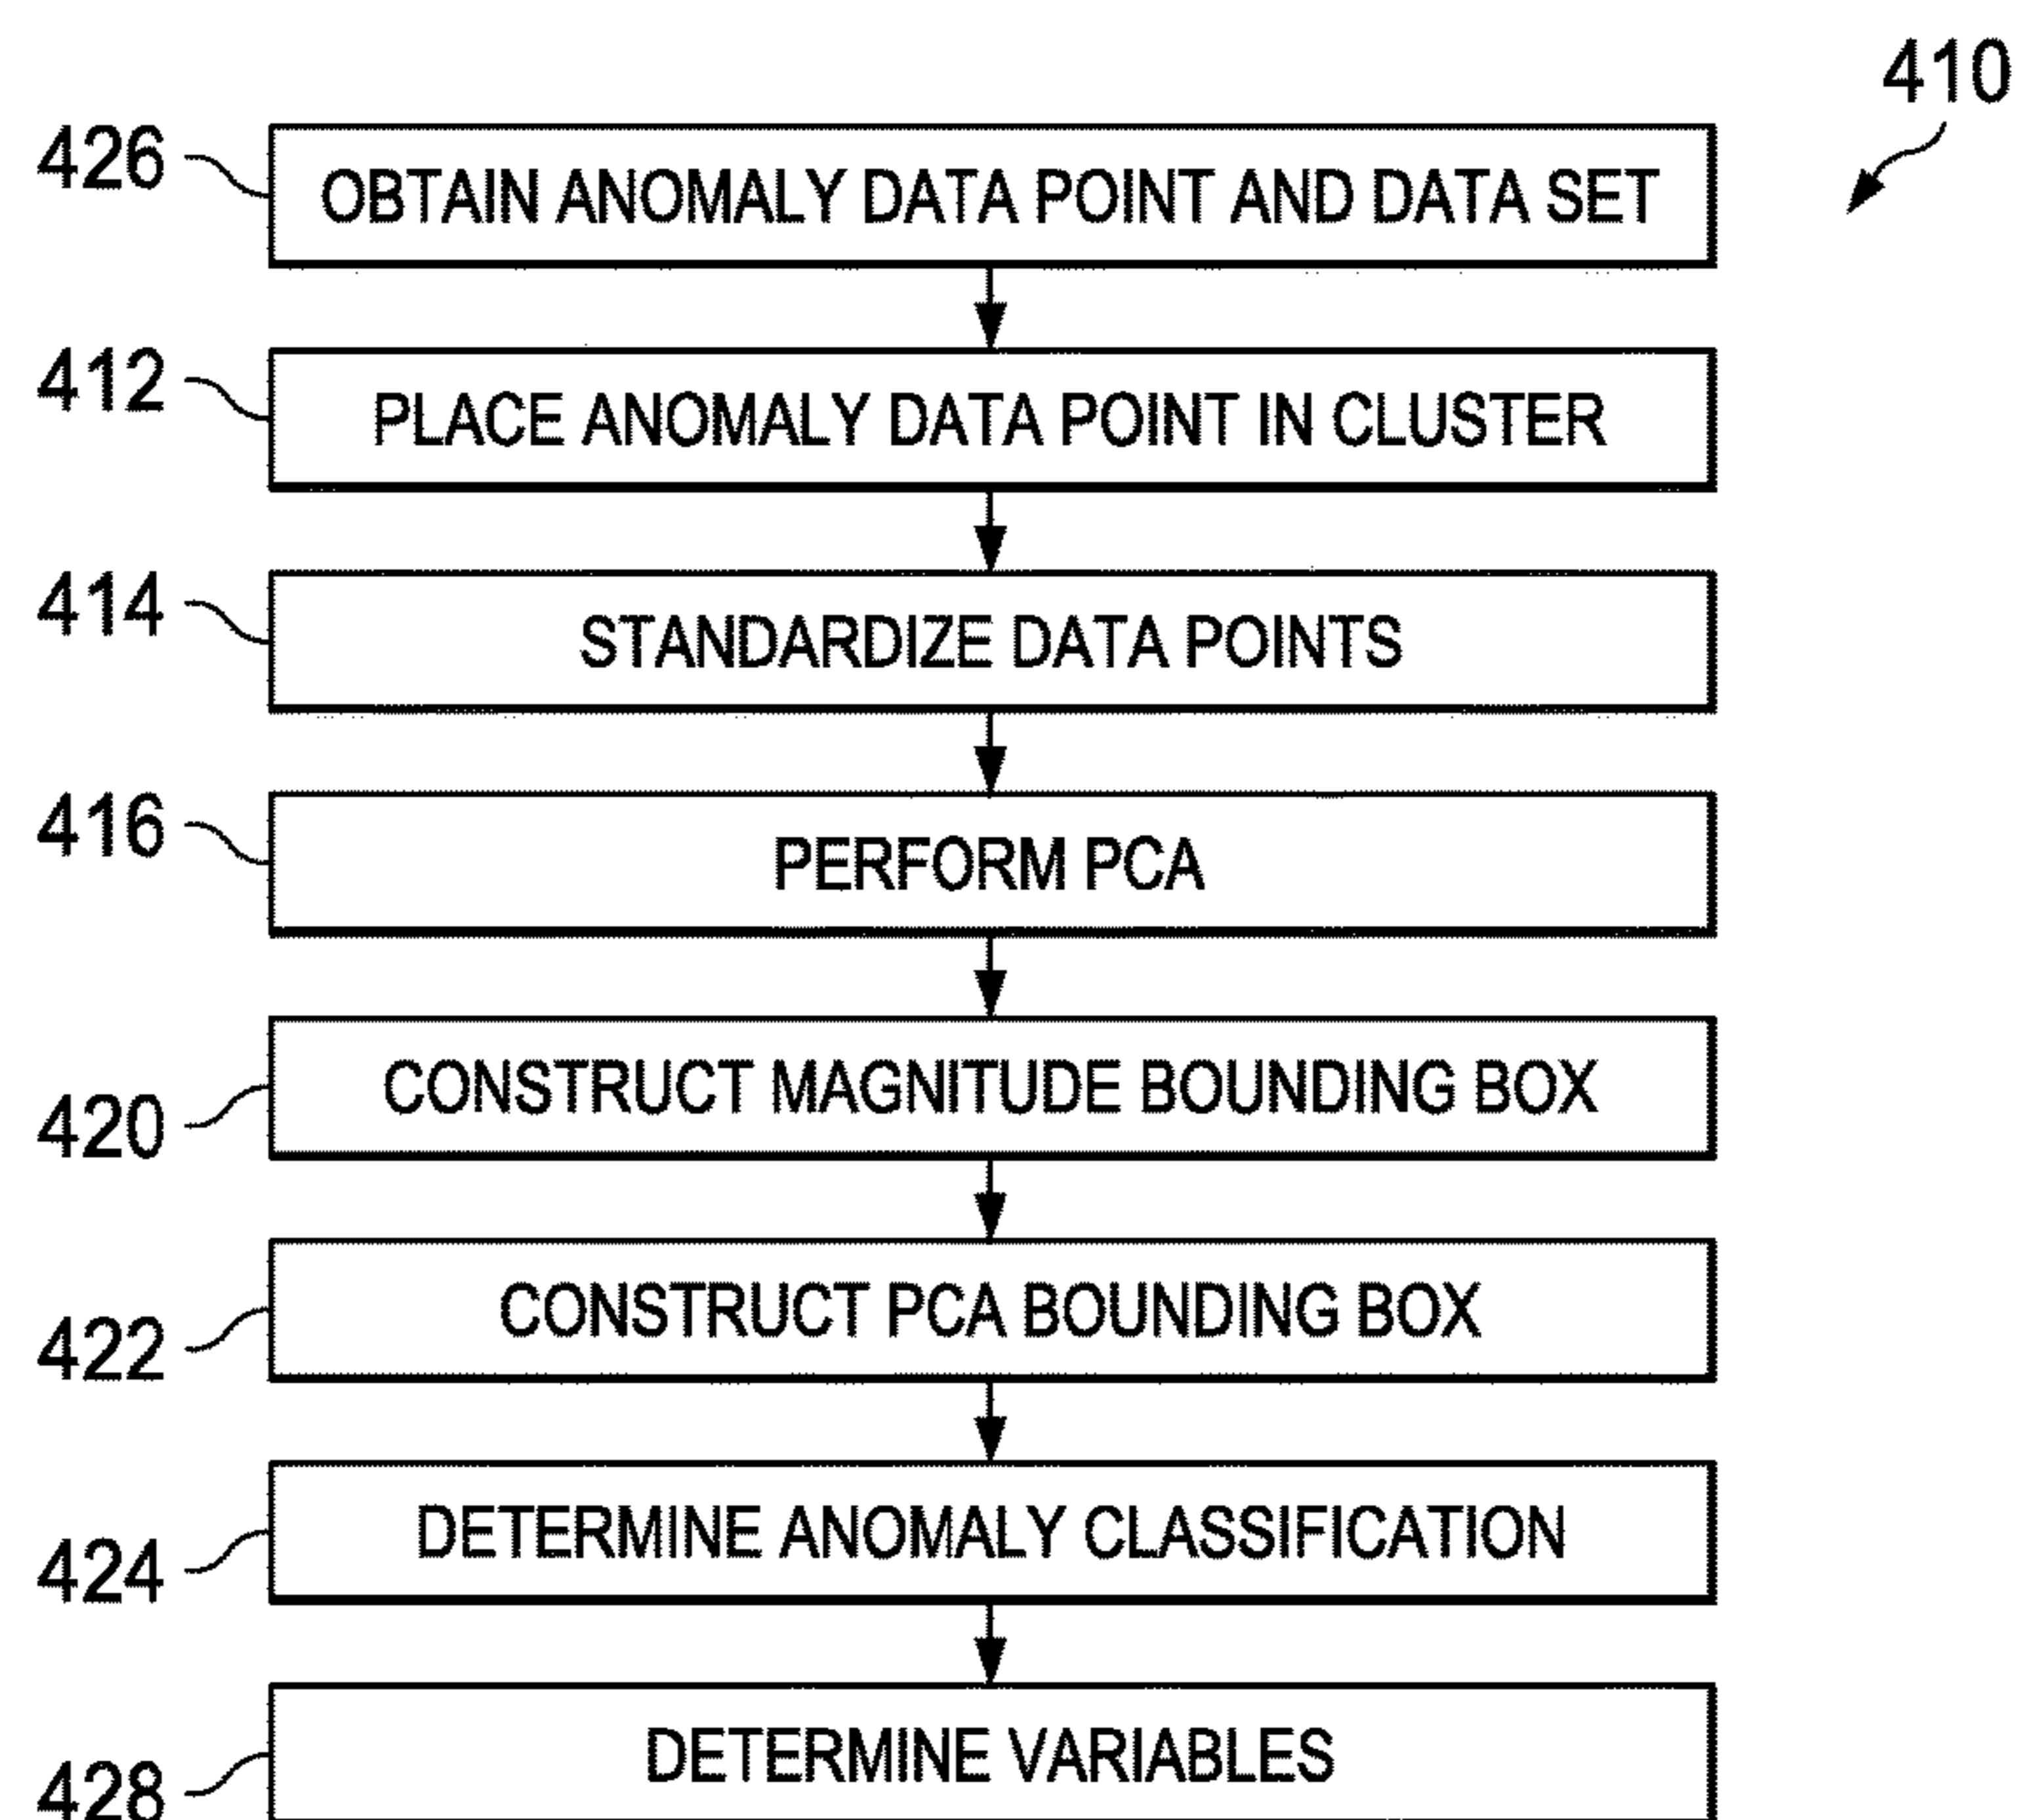 410
426 OBTAIN ANOMALY DATA POINT AND DATA SET
412 PLACE ANOMALY DATA POINT IN CLUSTER
414 STANDARDIZE DATA POINTS
416 PERFORM PCA
420 CONSTRUCT MAGNITUDE BOUNDING BOX
422 CONSTRUCT PCA BOUNDING BOX
424 DETERMINE ANOMALY CLASSIFICATION
428 DETERMINE VARIABLES